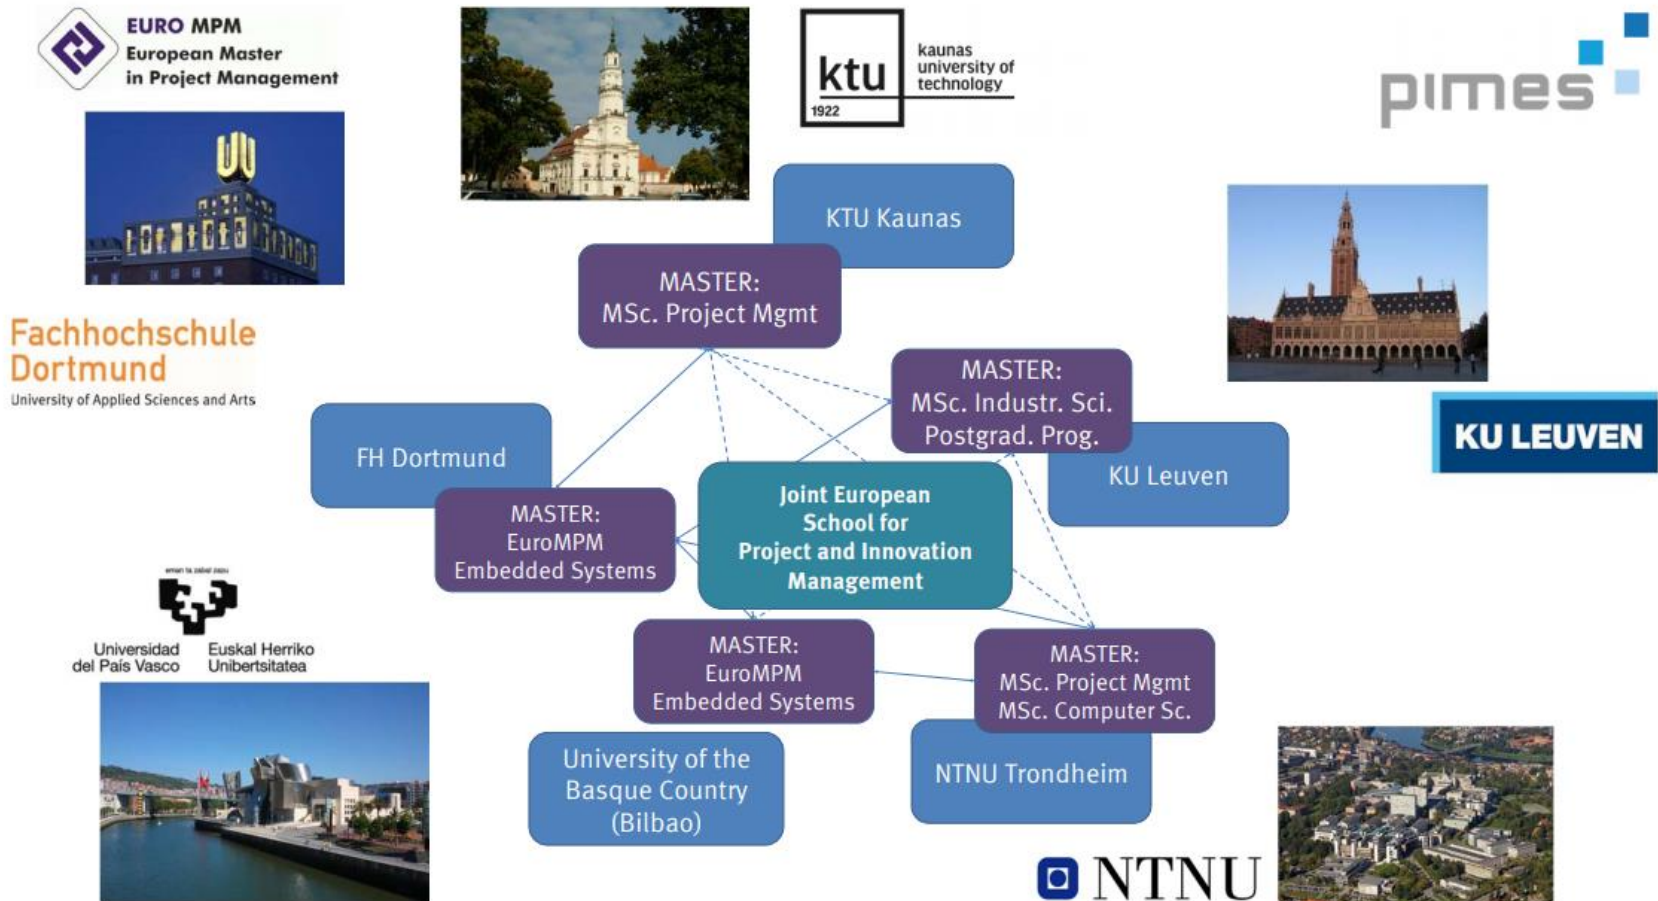 EURO MPM
European Master
in Project Management
ktu
1922
kaunas
university of
technology
pimes
U
KTU Kaunas
MASTER:
MSc. Project Mgmt
Fachhochschule
Dortmund
University of Applied Sciences and Arts
MASTER:
MSc. Industr. Sci.
Postgrad. Prog.
KU LEUVEN
FH Dortmund
KU Leuven
Joint European
School for
Project and Innovation
Management
MASTER:
EuroMPM
Embedded Systems
eman ta zabal zazu
Universidad
del País Vasco
Euskal Herriko
Unibertsitatea
MASTER:
EuroMPM
Embedded Systems
MASTER:
MSc. Project Mgmt
MSc. Computer Sc.
University of the
Basque Country
(Bilbao)
NTNU Trondheim
NTNU